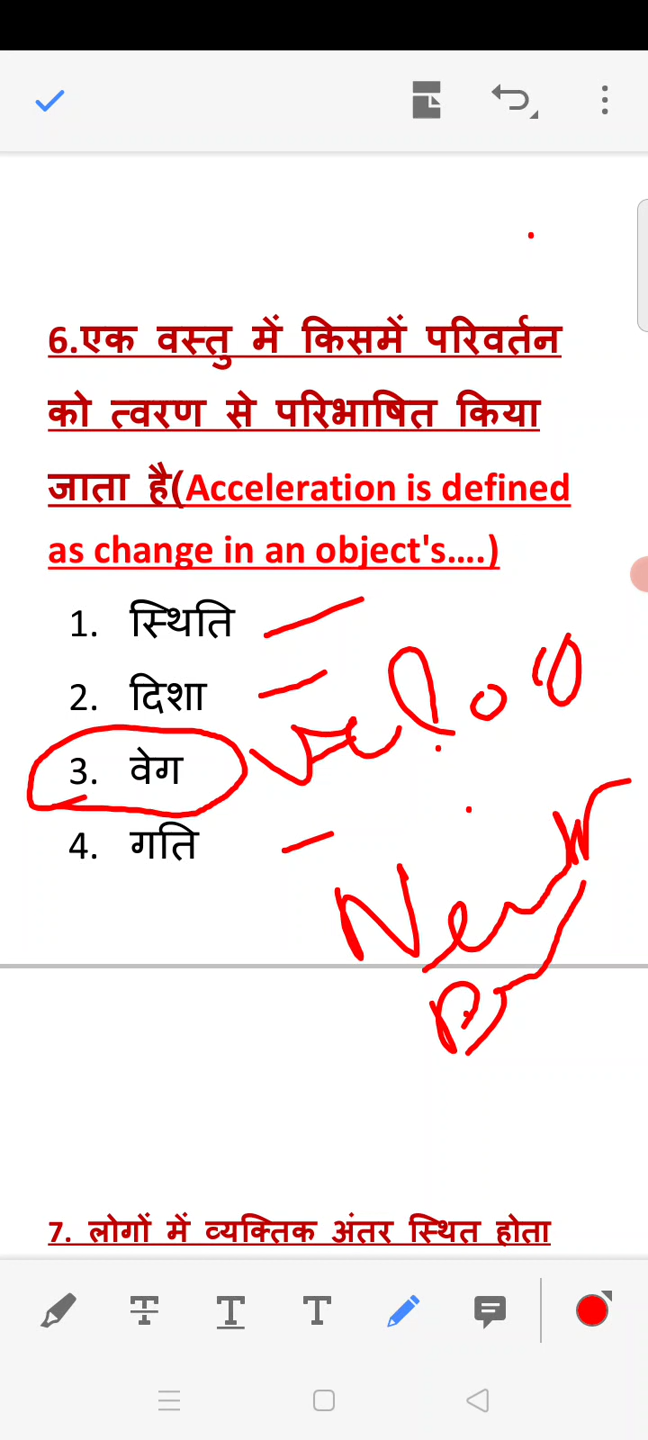 6.एक वस्तु में किसमें परिवर्तन
को त्वरण से परिभाषित किया
जाता है(Acceleration is defined
as change in an object's....)
1. स्थिति
2. दिशा
3. वेग
4. गति
7. लोगों में व्यक्तिक अंतर स्थित होता
T T T